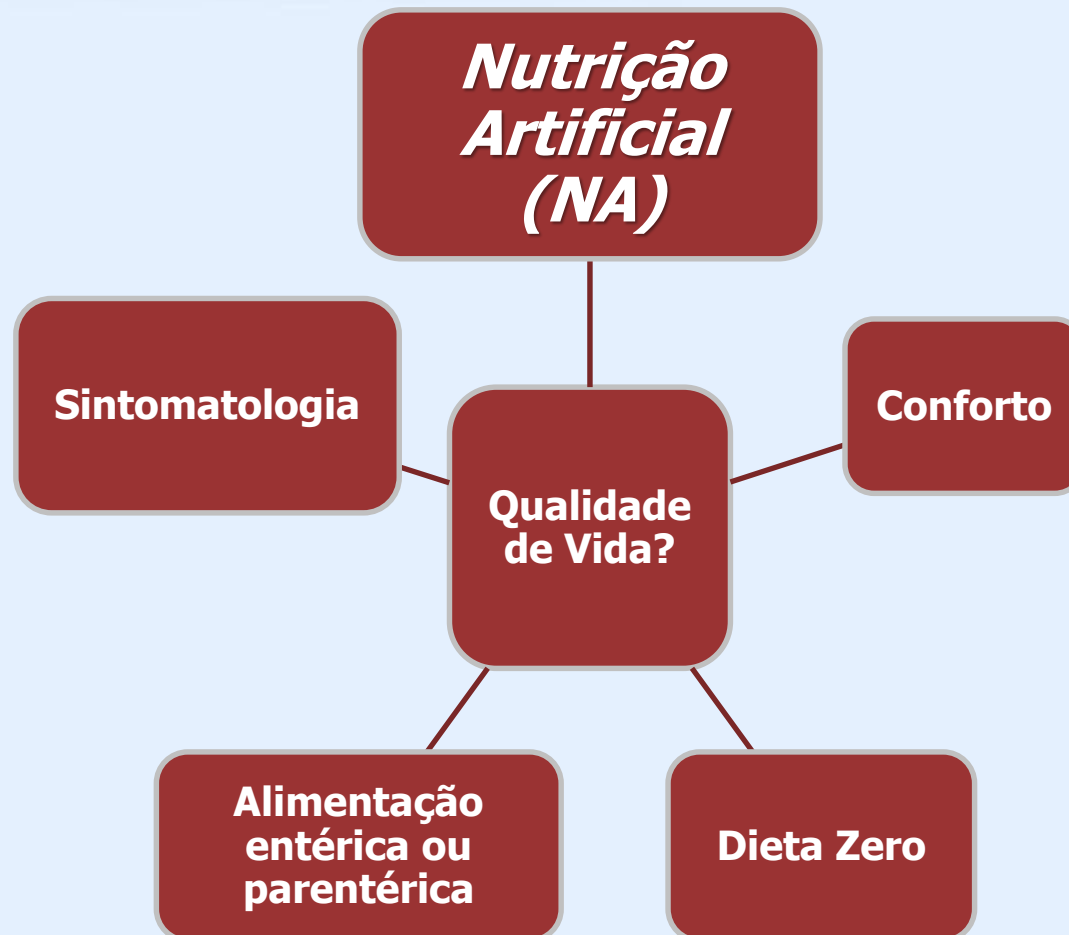 Nutrição
Artificial
(NA)
Sintomatologia
Conforto
Qualidade
de Vida?
Alimentação
entérica ou
parentérica
Dieta Zero